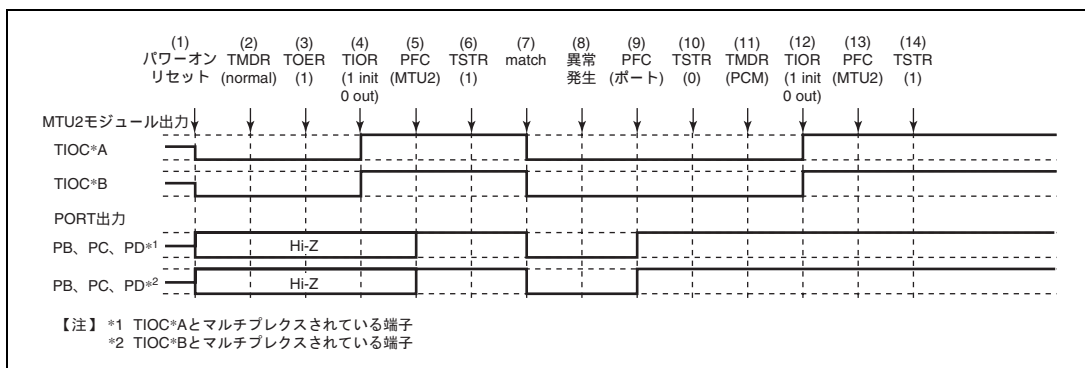 (1) (2) (3) (4) (5) (6) (7) (8) (9) (10) (11) (12) (13) (14)
パワーオン TMDR TOER TIOR PFC TSTR match 異常 PFC TSTR TMDR TIOR PFC TSTR
リセット (normal) (1) (1 init (MTU2) (1) 発生 (ポート) (0) (PCM) (1 init (MTU2) (1)
0 out) 0 out)
MTU2モジュール出力
TIOC*A
TIOC*B
PORT出力
PB、PC、PD*1 Hi-Z
PB、PC、PD*2 Hi-Z
【注】 *1 TIOC*Aとマルチプレクスされている端子
*2 TIOC*Bとマルチプレクスされている端子